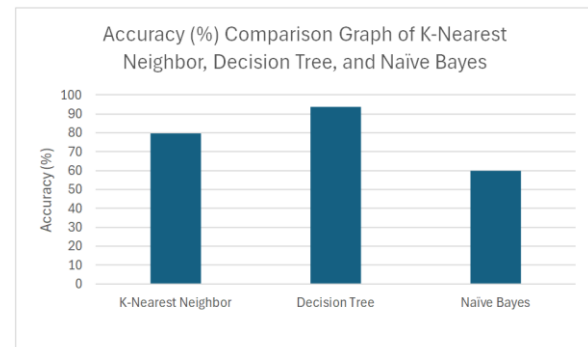 Accuracy (%) Comparison Graph of K-Nearest
Neighbor, Decision Tree, and Naïve Bayes
100
90
80
70
60
50
40
30
20
10
0
Accuracy (%)
K-Nearest Neighbor
Decision Tree
Naïve Bayes